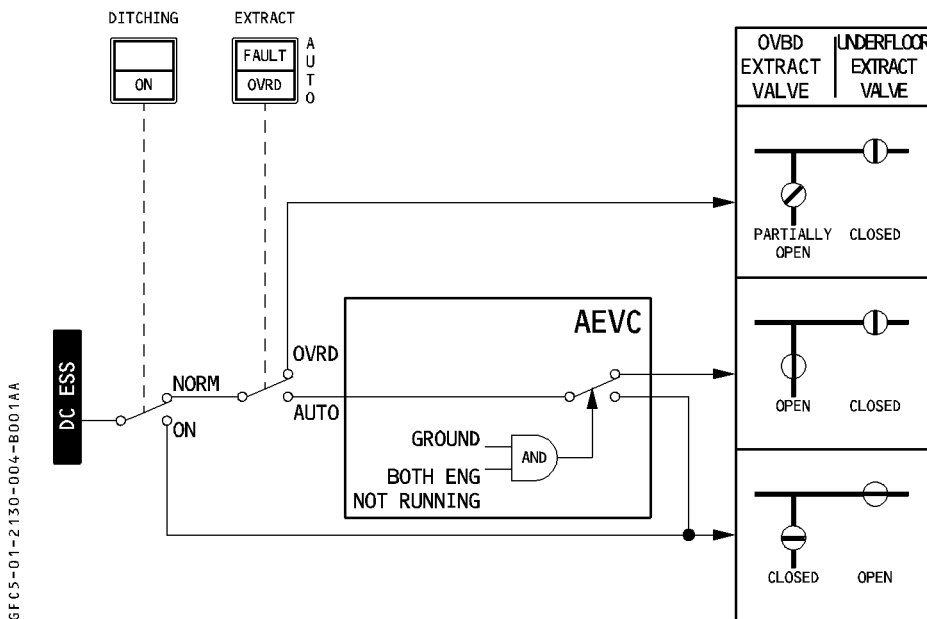 DITCHING
EXTRACT
FAULT
ON
OVRD
AUTO
OVBD EXTRACT VALVE
UNDERFLOOR EXTRACT VALVE
PARTIALLY OPEN
CLOSED
AEVC
OVRD
NORM
AUTO
DC ESS
ON
GROUND
AND
BOTH ENG
NOT RUNNING
OPEN
CLOSED
CLOSED
OPEN
GFC5-01-2130-004-B001AA